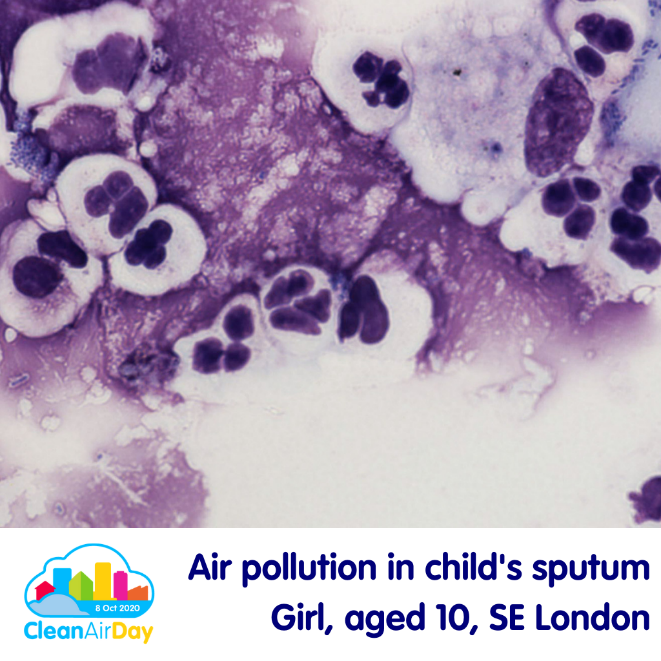 Air pollution in child's sputum
Girl, aged 10, SE London
8 Oct 2020
CleanAirDay